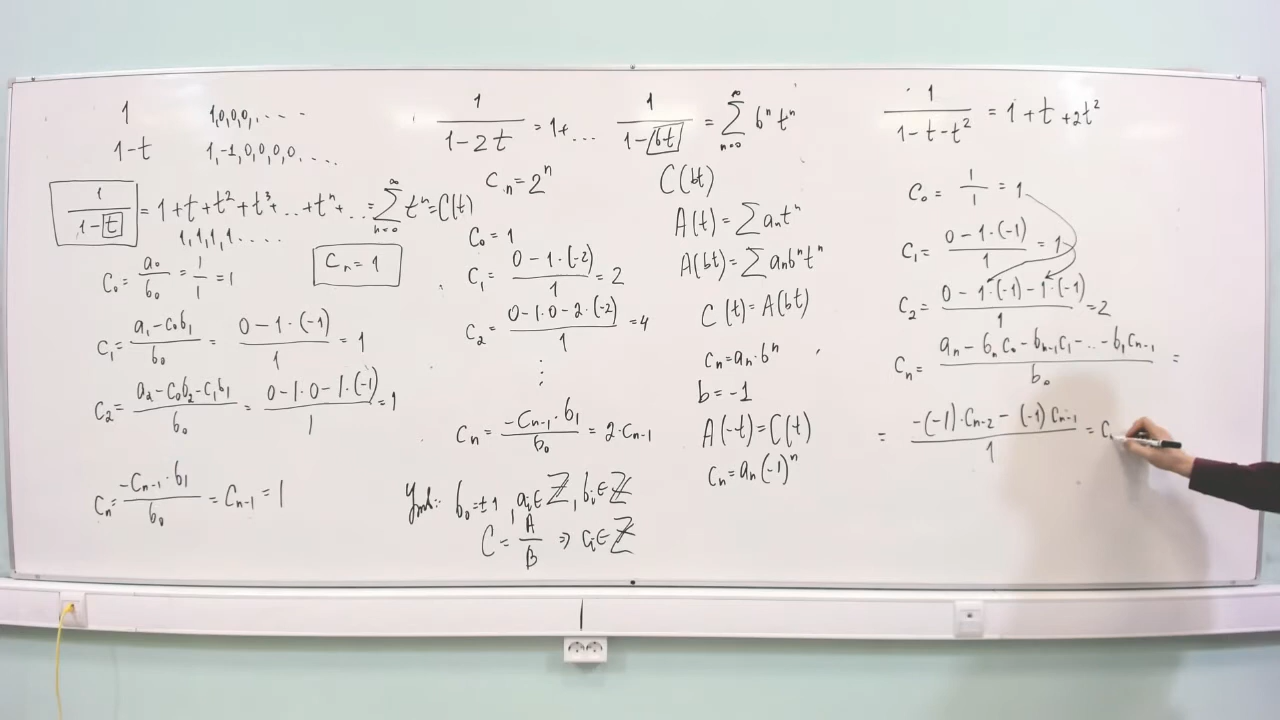 1 / 1-t
1,0,0,0,....
1,-1,0,0,0,0,....
1 / 1-t = 1+t+t²+t³+...+tⁿ+... = ∑ₙ₌₀^∞ tⁿ = C(t)
1,1,1,1.....
c₀ = a₀/b₀ = 1/1 = 1
Cₙ = 1
c₁ = (a₁-c₀b₁)/b₀ = (0-1·(-1))/1 = 1
c₂ = (a₂-c₀b₂-c₁b₁)/b₀ = (0-1·0-1·(-1))/1 = 1
cₙ = (-cₙ₋₁·b₁)/b₀ = cₙ₋₁ = 1
1 / 1-2t = 1+...
cₙ = 2ⁿ
c₀ = 1
c₁ = (0-1·(-2))/1 = 2
c₂ = (0-1·0-2·(-2))/1 = 4
⋮
cₙ = (-cₙ₋₁·b₁)/b₀ = 2·cₙ₋₁
Утв.: b₀=±1, aᵢ∈ℤ, bᵢ∈ℤ
C = A/B ⇒ cᵢ∈ℤ
1 / 1-bt = ∑ₙ₌₀^∞ bⁿtⁿ
C(bt)
A(t) = ∑aₙtⁿ
A(bt) = ∑aₙbⁿtⁿ
C(t) = A(bt)
cₙ = aₙ·bⁿ
b = -1
A(-t) = C(t)
cₙ = aₙ(-1)ⁿ
1 / 1-t-t² = 1+t+2t²
c₀ = 1/1 = 1
c₁ = (0-1·(-1))/1 = 1
c₂ = (0-1·(-1)-1·(-1))/1 = 2
cₙ = (aₙ-bₙc₀-bₙ₋₁c₁-...-b₁cₙ₋₁)/b₀ =
= (-(-1)·cₙ₋₂-(-1)cₙ₋₁)/1 = cₙ